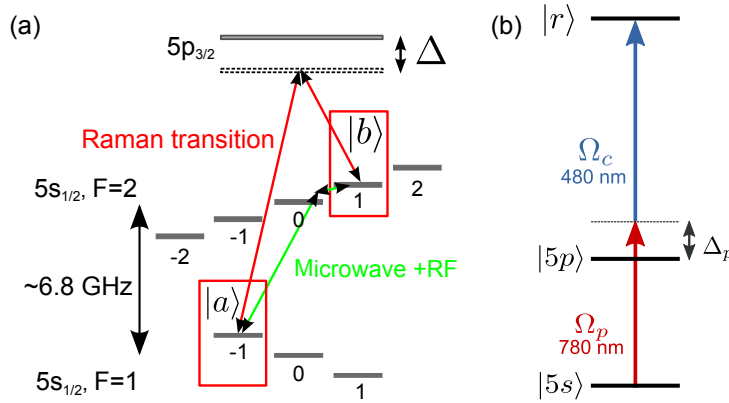 (a)
5p3/2
Δ
Raman transition
|b⟩
5s1/2, F=2
-2
-1
0
1
2
~6.8 GHz
Microwave +RF
|a⟩
-1
0
1
5s1/2, F=1
(b)
|r⟩
Ωc
480 nm
Δp
|5p⟩
Ωp
780 nm
|5s⟩